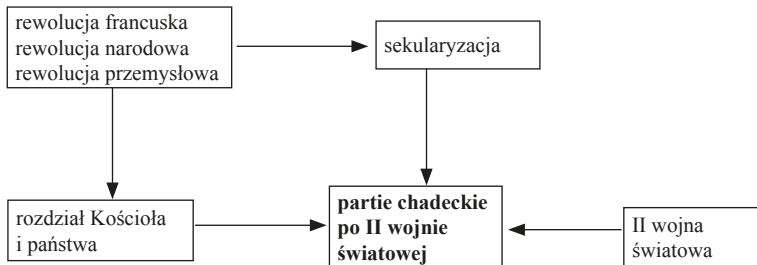 rewolucja francuska
rewolucja narodowa
rewolucja przemysłowa
sekularyzacja
rozdział Kościoła
i państwa
partie chadeckie
po II wojnie
światowej
II wojna
światowa